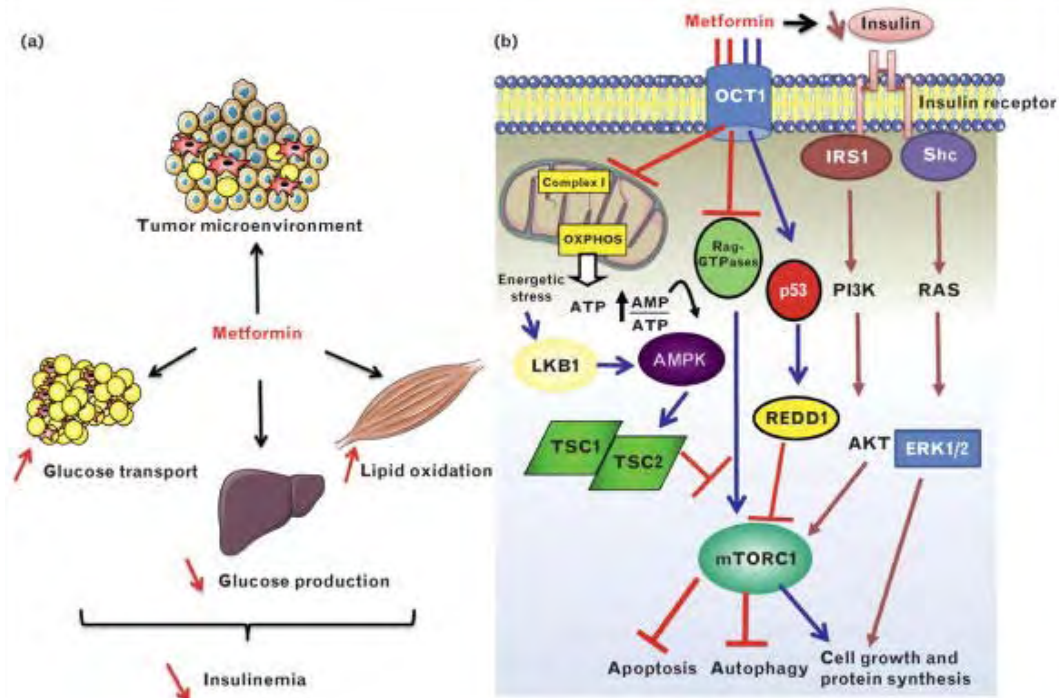 (a)
Tumor microenvironment
Metformin
Glucose transport
Lipid oxidation
Glucose production
Insulinemia
(b)
Metformin
Insulin
OCT1
Insulin receptor
IRS1
Shc
Complex I
OXPHOS
Rag-
GTPases
Energetic
stress
ATP
AMP
ATP
p53
PI3K
RAS
LKB1
AMPK
REDD1
TSC1
TSC2
AKT
ERK1/2
mTORC1
Apoptosis
Autophagy
Cell growth and
protein synthesis